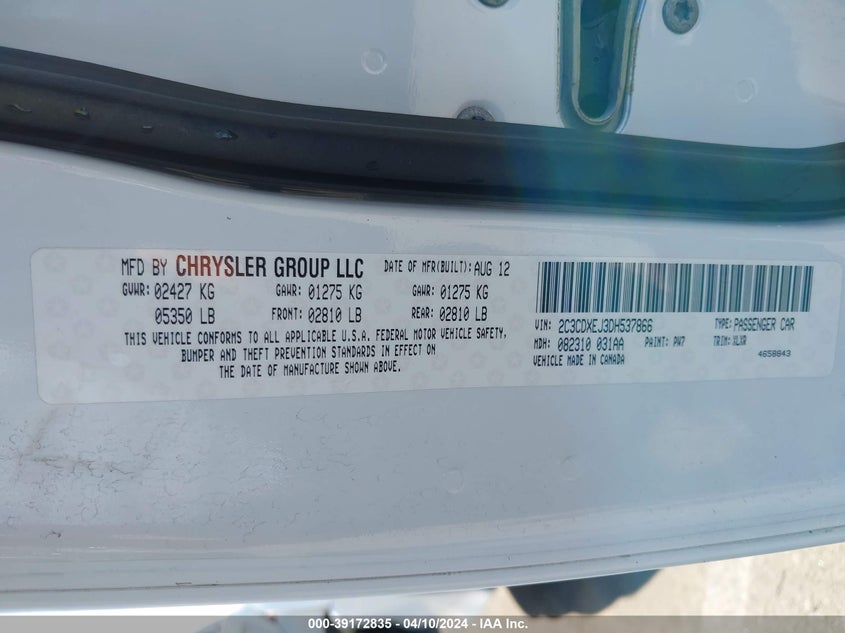 MFD BY CHRYSLER GROUP LLC DATE OF MFR(BUILT): AUG 12
GVWR: 02427 KG GAWR: 01275 KG GAWR: 01275 KG
05350 LB FRONT: 02810 LB REAR: 02810 LB
THIS VEHICLE CONFORMS TO ALL APPLICABLE U.S.A. FEDERAL MOTOR VEHICLE SAFETY,
BUMPER AND THEFT PREVENTION STANDARDS IN EFFECT ON
THE DATE OF MANUFACTURE SHOWN ABOVE.
VIN: 2C3CDXEJ3DH537866 TYPE: PASSENGER CAR
MDH: 082310 031AA PAINT: PW7 TRIM: XLXR
VEHICLE MADE IN CANADA 4658843
000-39172835 - 04/10/2024 - IAA Inc.